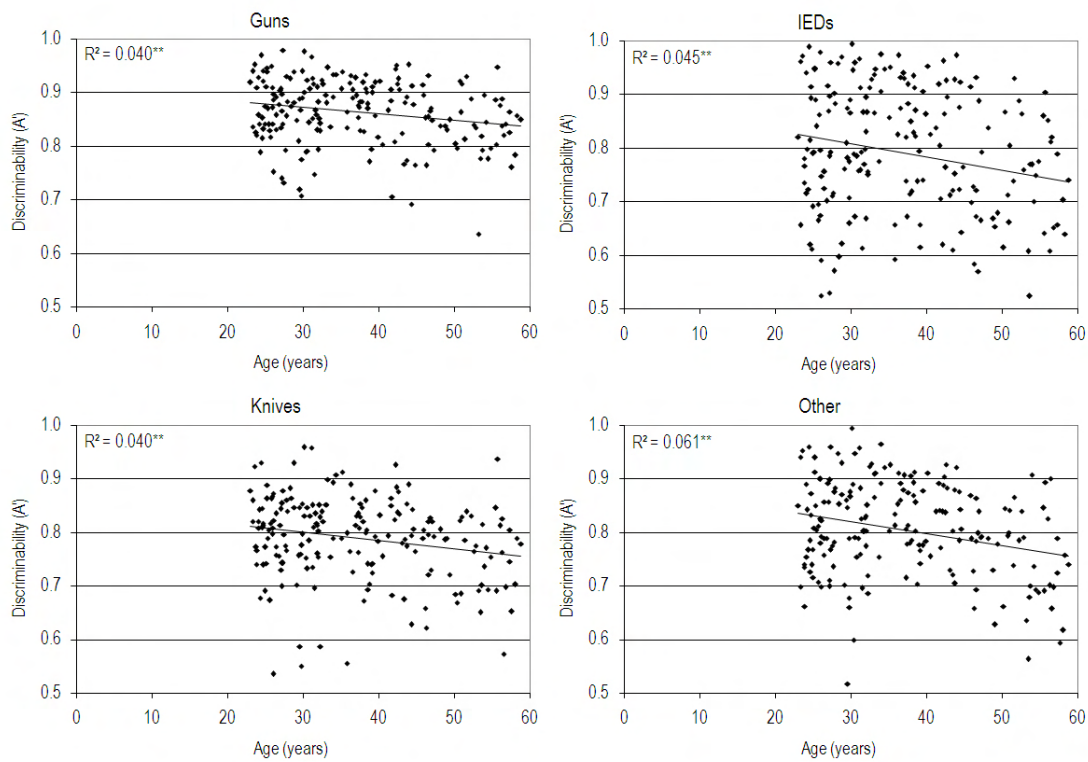 Guns
R² = 0.040**
Discriminability (A')
1.0
0.9
0.8
0.7
0.6
0.5
0 10 20 30 40 50 60
Age (years)
IEDs
R² = 0.045**
Discriminability (A')
1.0
0.9
0.8
0.7
0.6
0.5
0 10 20 30 40 50 60
Age (years)
Knives
R² = 0.040**
Discriminability (A')
1.0
0.9
0.8
0.7
0.6
0.5
0 10 20 30 40 50 60
Age (years)
Other
R² = 0.061**
Discriminability (A')
1.0
0.9
0.8
0.7
0.6
0.5
0 10 20 30 40 50 60
Age (years)